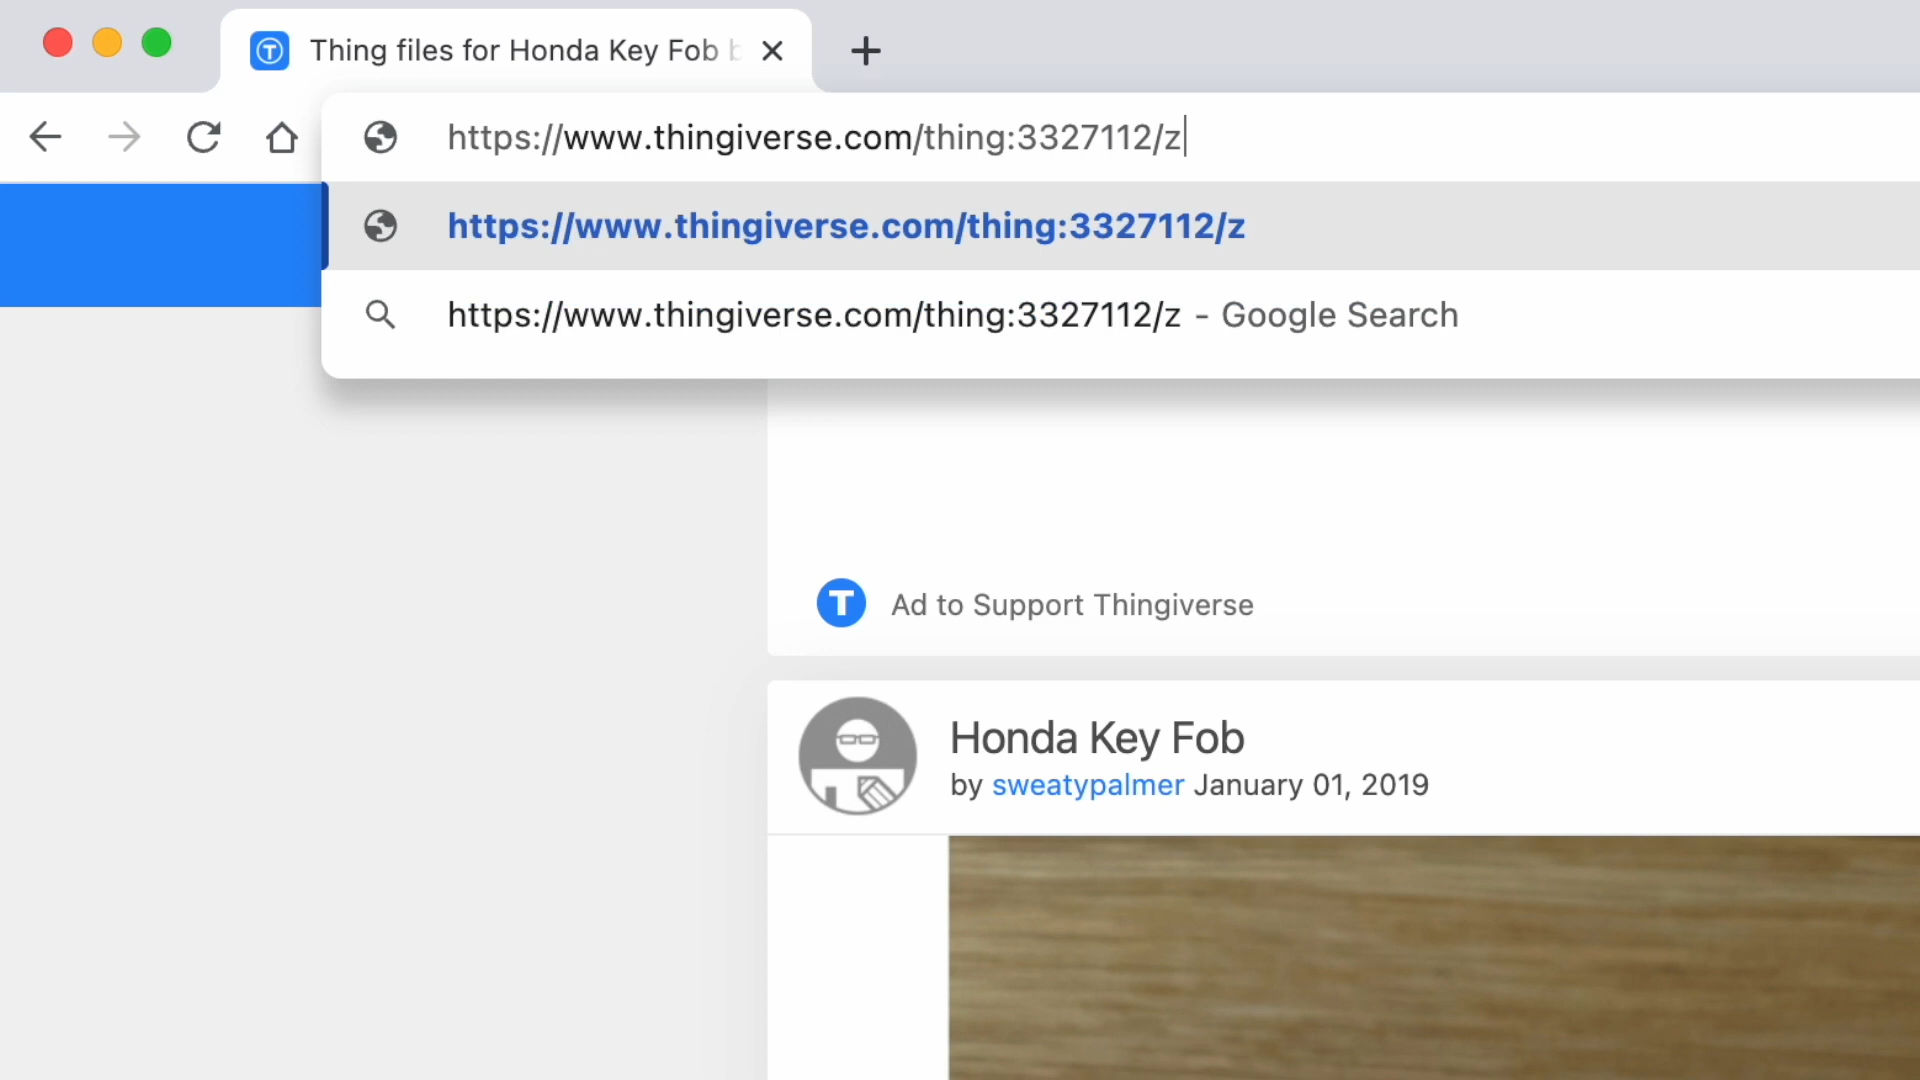 Thing files for Honda Key Fob
https://www.thingiverse.com/thing:3327112/z
https://www.thingiverse.com/thing:3327112/z
https://www.thingiverse.com/thing:3327112/z - Google Search
Ad to Support Thingiverse
Honda Key Fob
by sweatypalmer January 01, 2019